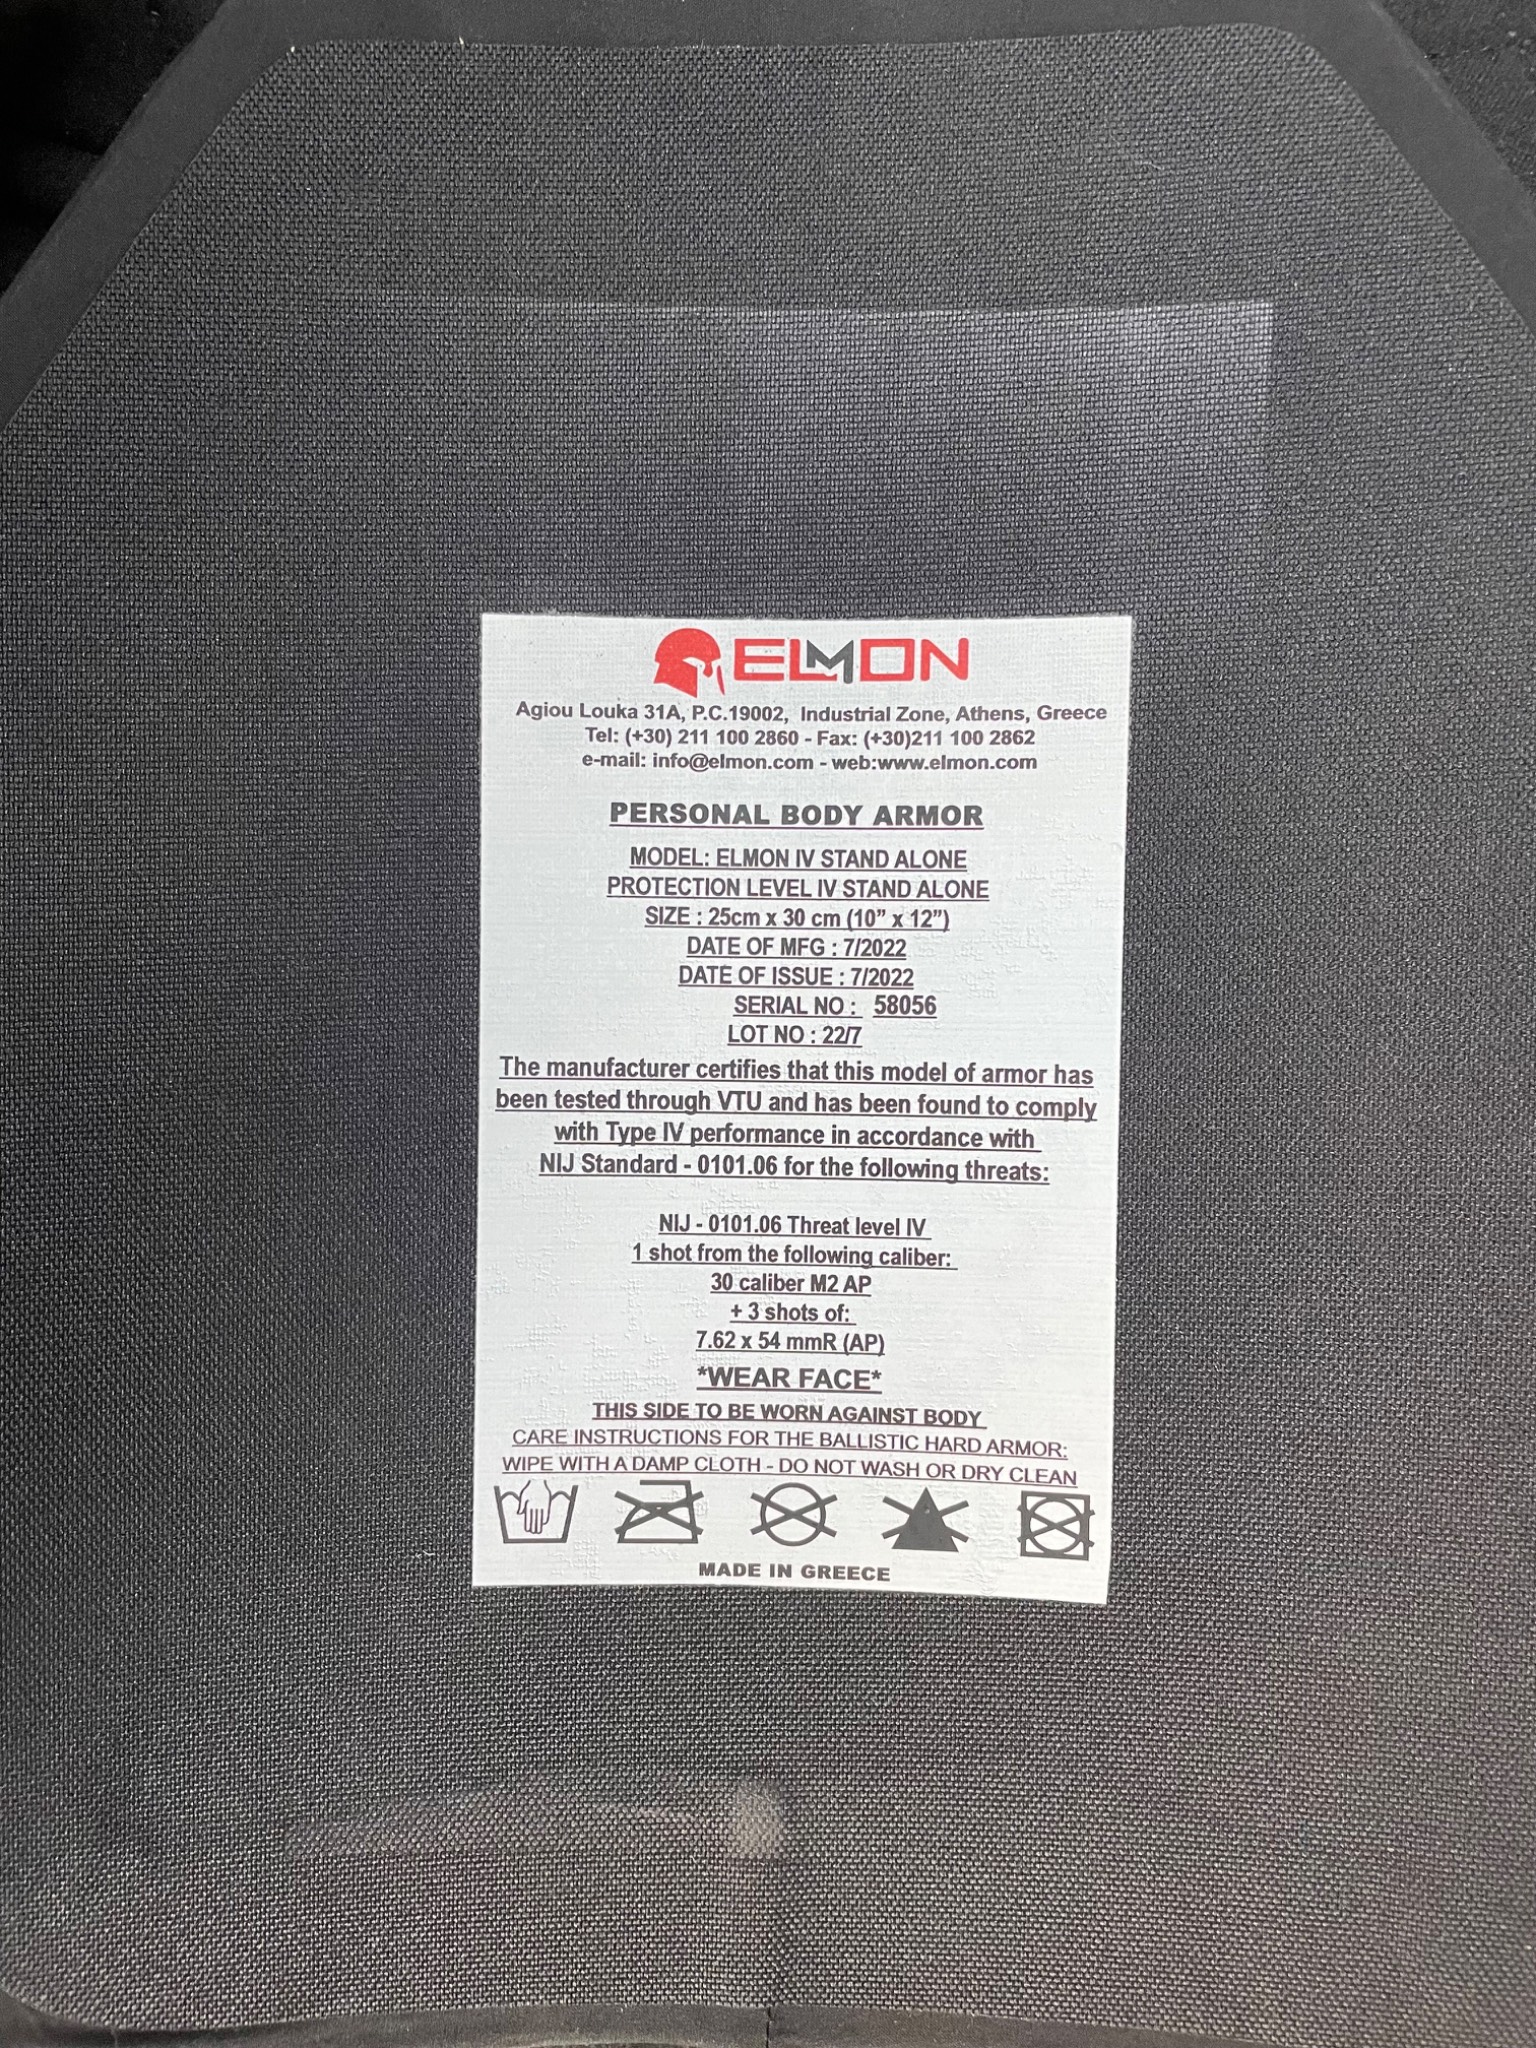 ELMON
Agiou Louka 31A, P.C.19002, Industrial Zone, Athens, Greece
Tel: (+30) 211 100 2860 - Fax: (+30)211 100 2862
e-mail: info@elmon.com - web:www.elmon.com
PERSONAL BODY ARMOR
MODEL: ELMON IV STAND ALONE
PROTECTION LEVEL IV STAND ALONE
SIZE : 25cm x 30 cm (10” x 12”)
DATE OF MFG : 7/2022
DATE OF ISSUE : 7/2022
SERIAL NO : 58056
LOT NO : 22/7
The manufacturer certifies that this model of armor has
been tested through VTU and has been found to comply
with Type IV performance in accordance with
NIJ Standard - 0101.06 for the following threats:
NIJ - 0101.06 Threat level IV
1 shot from the following caliber:
30 caliber M2 AP
+ 3 shots of:
7.62 x 54 mmR (AP)
*WEAR FACE*
THIS SIDE TO BE WORN AGAINST BODY
CARE INSTRUCTIONS FOR THE BALLISTIC HARD ARMOR:
WIPE WITH A DAMP CLOTH - DO NOT WASH OR DRY CLEAN
MADE IN GREECE